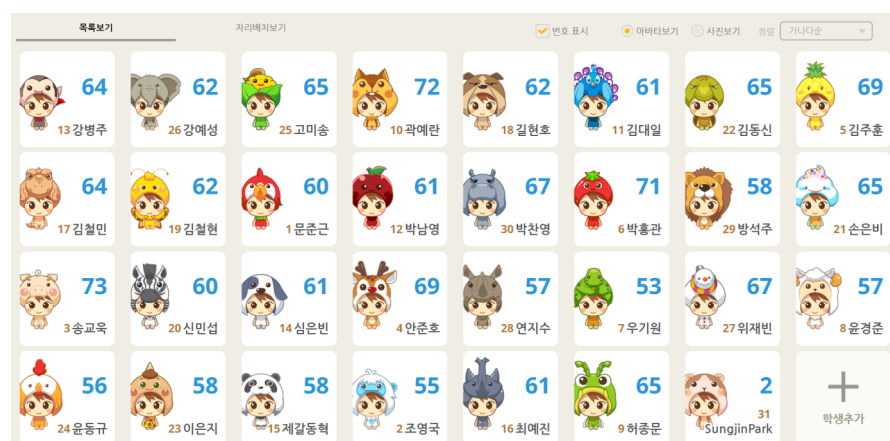 목록보기 자리배치보기 번호 표시 아바타보기 사진보기 정렬 가나다순
64 62 65 72 62 61 65 69
13 강병주 26 강예성 25 고미송 10 곽예란 18 길현호 11 김대일 22 김동신 5 김주훈
64 62 60 61 67 71 58 65
17 김철민 19 김철현 1 문준근 12 박남영 30 박찬영 6 박홍관 29 방석주 21 손은비
73 60 61 69 57 53 67 57
3 송교욱 20 신민섭 14 심은빈 4 안준호 28 연지수 7 우기원 27 위재빈 8 윤경준
56 58 58 55 61 65 2
24 윤동규 23 이은지 15 제갈동혁 2 조영국 16 최예진 9 허종문 31 SungjinPark 학생추가